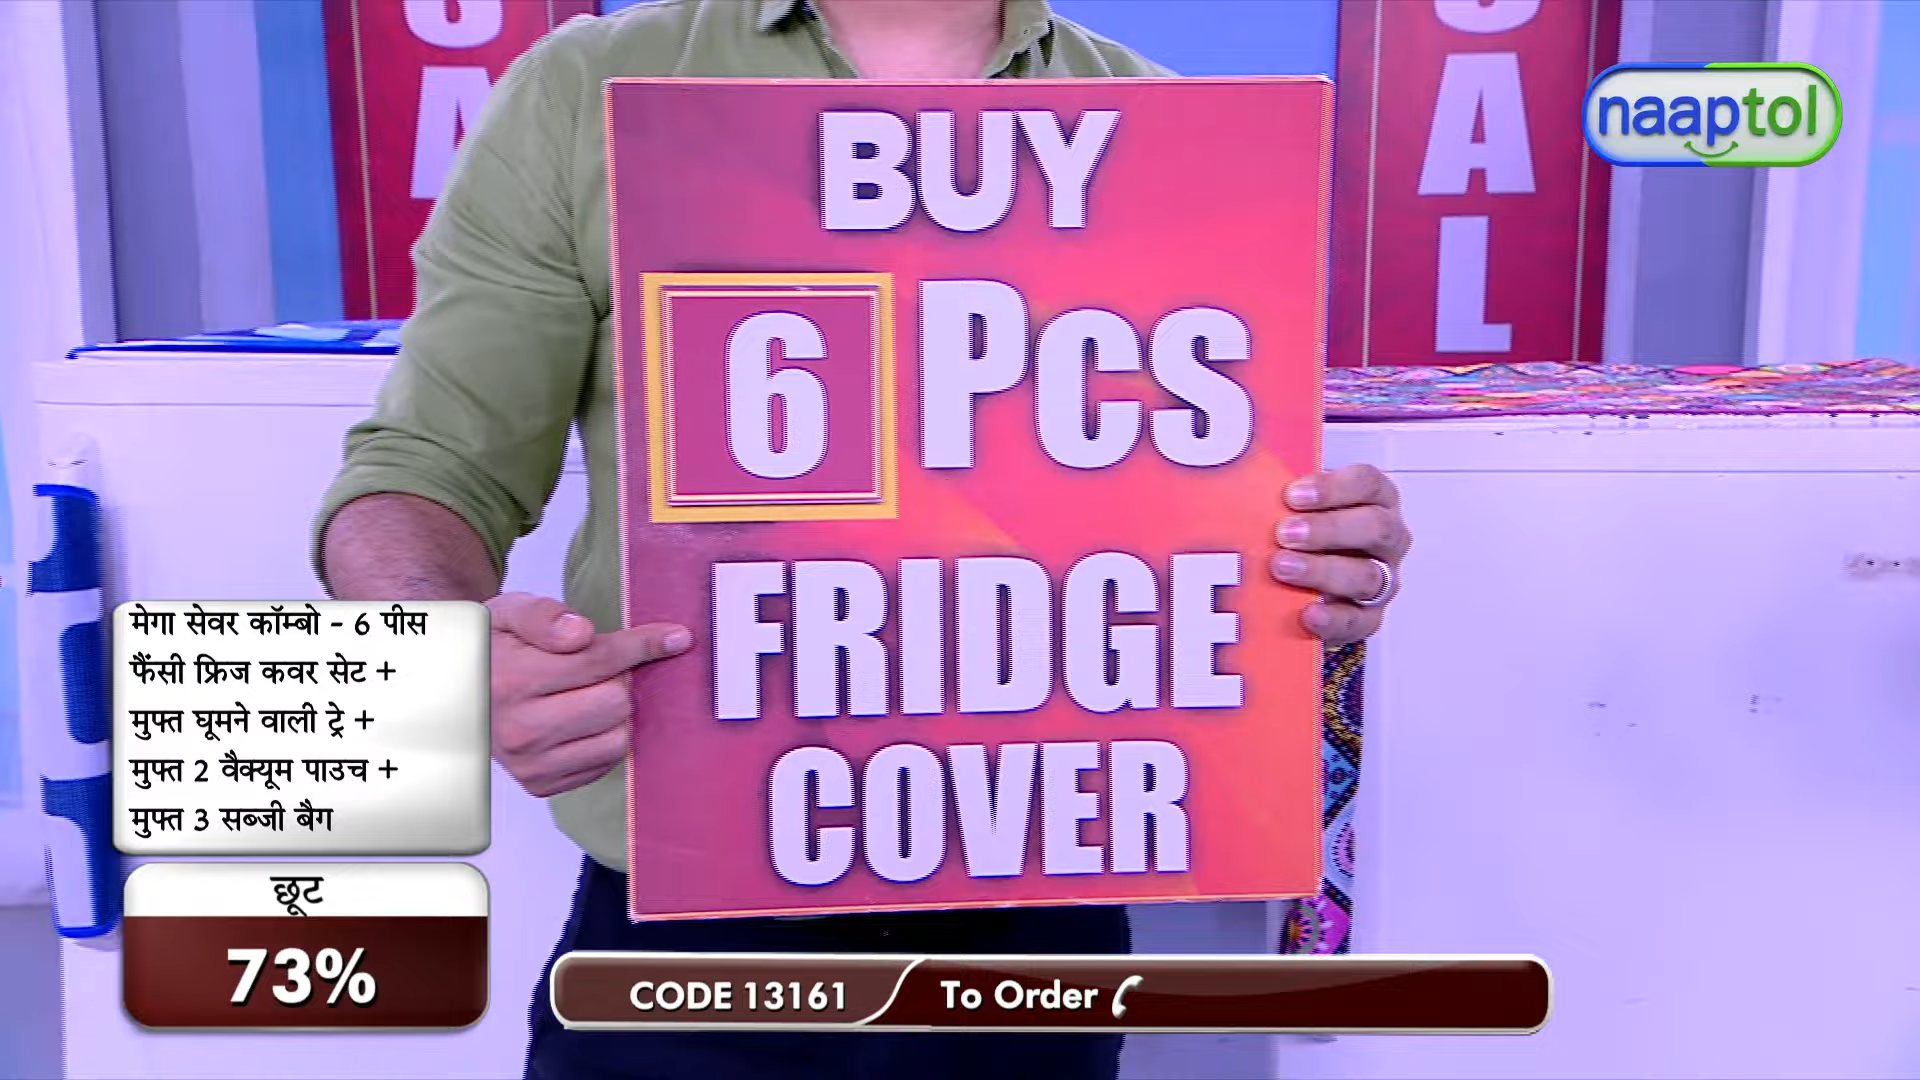 naaptol
BUY
6 PCS
FRIDGE
COVER
मेगा सेवर कॉम्बो - 6 पीस
फैंसी फ्रिज कवर सेट +
मुफ्त घूमने वाली ट्रे +
मुफ्त 2 वैक्यूम पाउच +
मुफ्त 3 सब्जी बैग
छूट
73%
CODE 13161 To Order